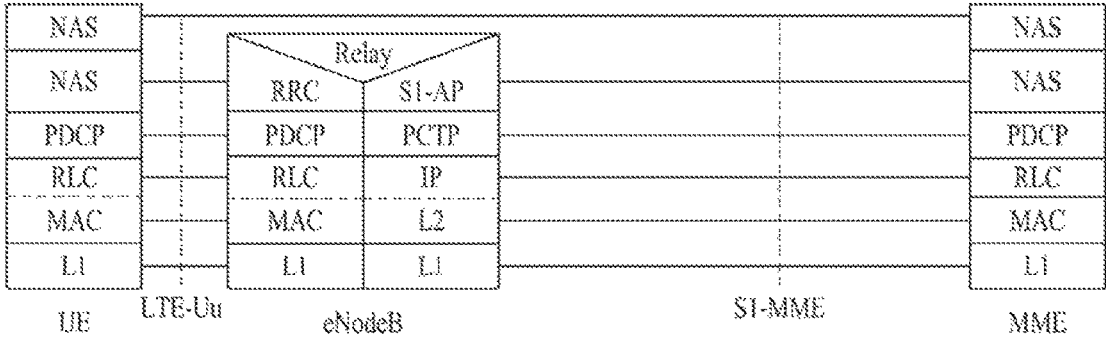 NAS NAS
Relay
NAS RRC S1-AP NAS
PDCP PDCP PCTP PDCP
RLC RLC IP RLC
MAC MAC L2 MAC
L1 L1 L1 L1
LTE-Uu S1-MME
UE eNodeB MME